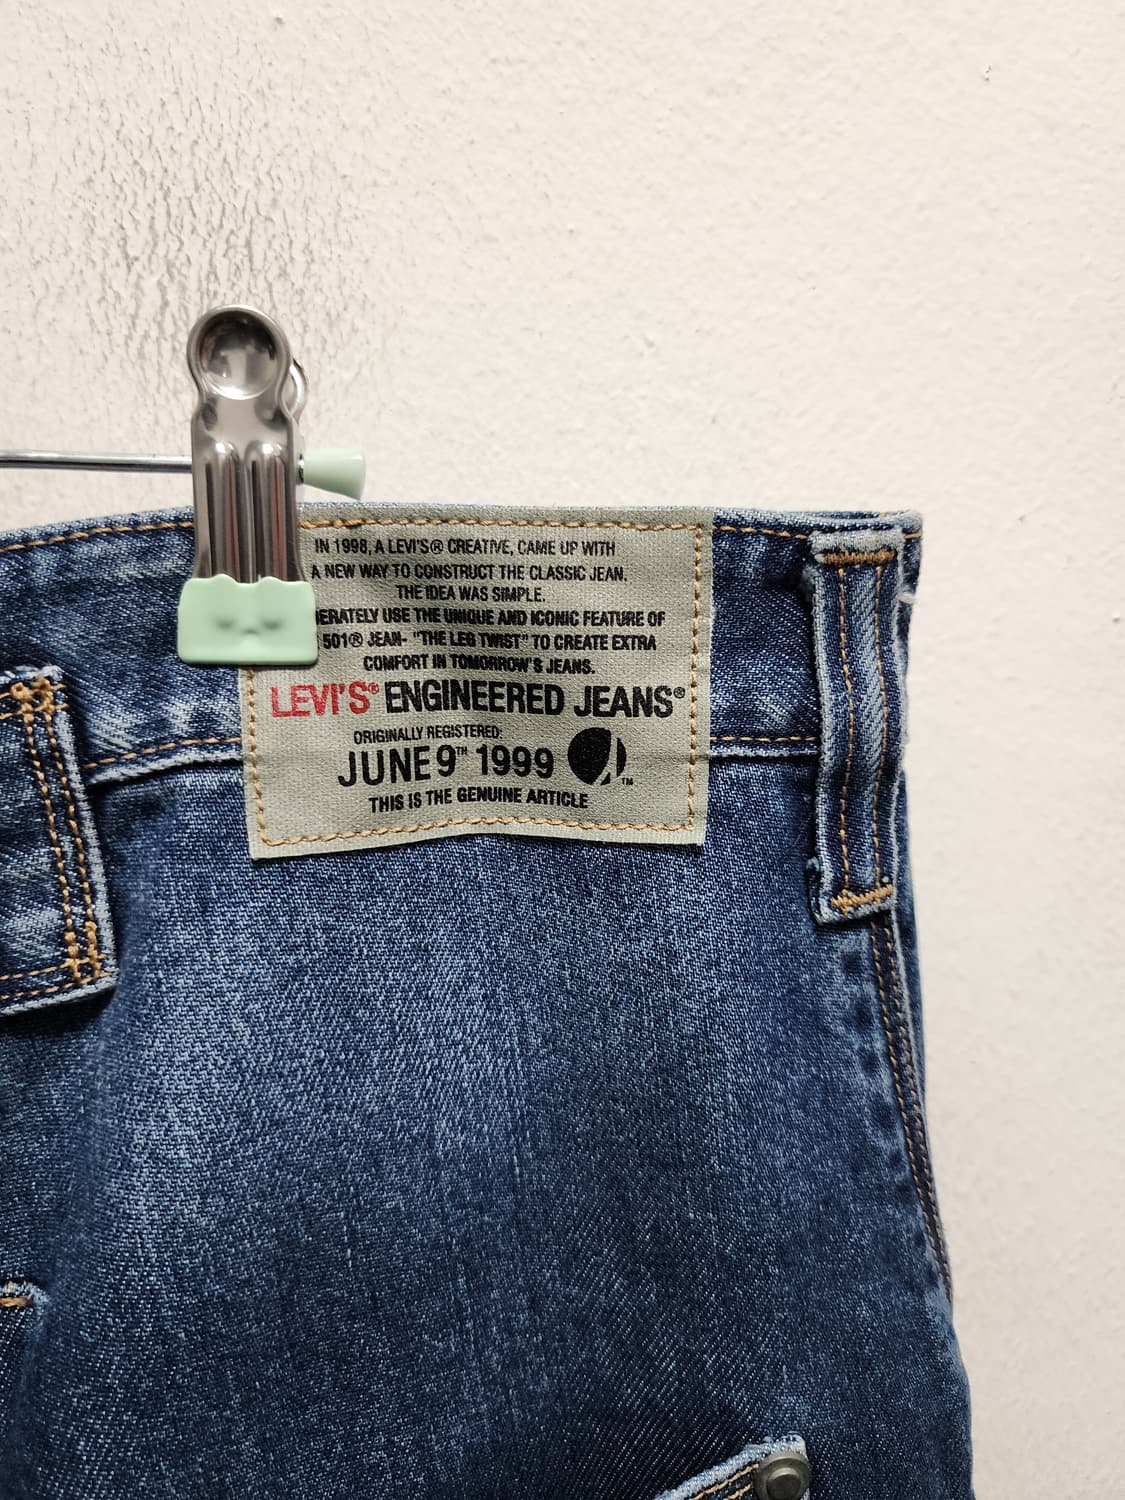 IN 1998, A LEVI'S® CREATIVE, CAME UP WITH
A NEW WAY TO CONSTRUCT THE CLASSIC JEAN.
THE IDEA WAS SIMPLE.
ERATELY USE THE UNIQUE AND ICONIC FEATURE OF
501® JEAN- "THE LEG TWIST" TO CREATE EXTRA
COMFORT IN TOMORROW'S JEANS.
LEVI'S® ENGINEERED JEANS®
ORIGINALLY REGISTERED:
JUNE 9TH 1999 ™
THIS IS THE GENUINE ARTICLE